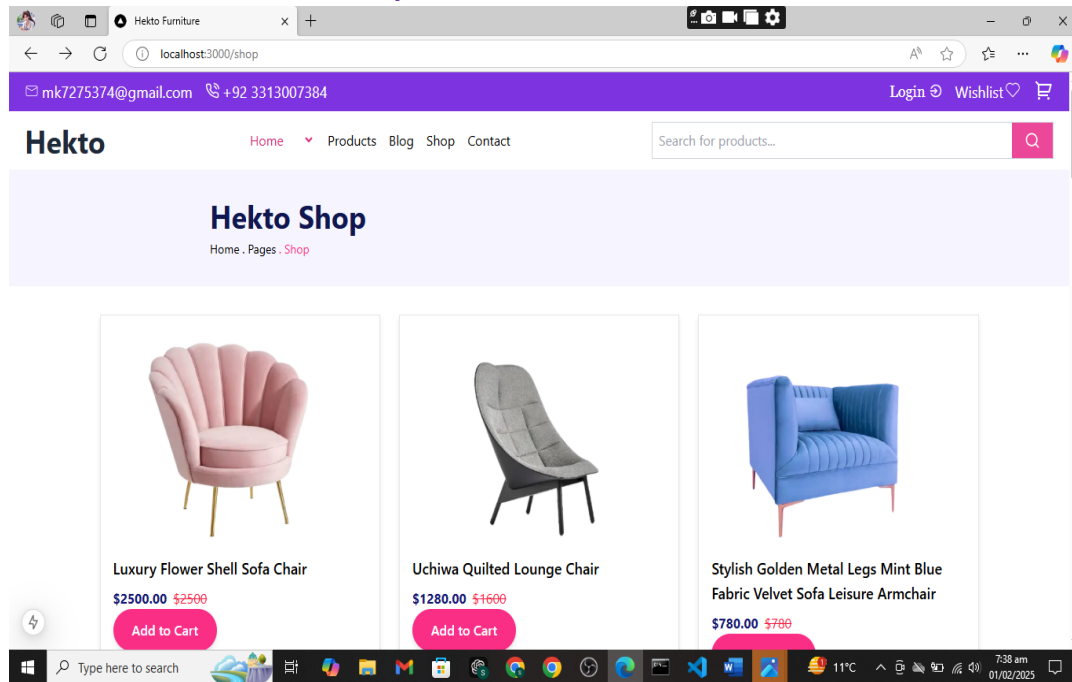 Hekto Furniture
localhost:3000/shop
mk7275374@gmail.com +92 3313007384 Login Wishlist
Hekto Home Products Blog Shop Contact Search for products...
Hekto Shop
Home . Pages . Shop
Luxury Flower Shell Sofa Chair
$2500.00 $2500
Add to Cart
Uchiwa Quilted Lounge Chair
$1280.00 $1600
Add to Cart
Stylish Golden Metal Legs Mint Blue
Fabric Velvet Sofa Leisure Armchair
$780.00 $780
Type here to search 11°C 7:38 am
01/02/2025